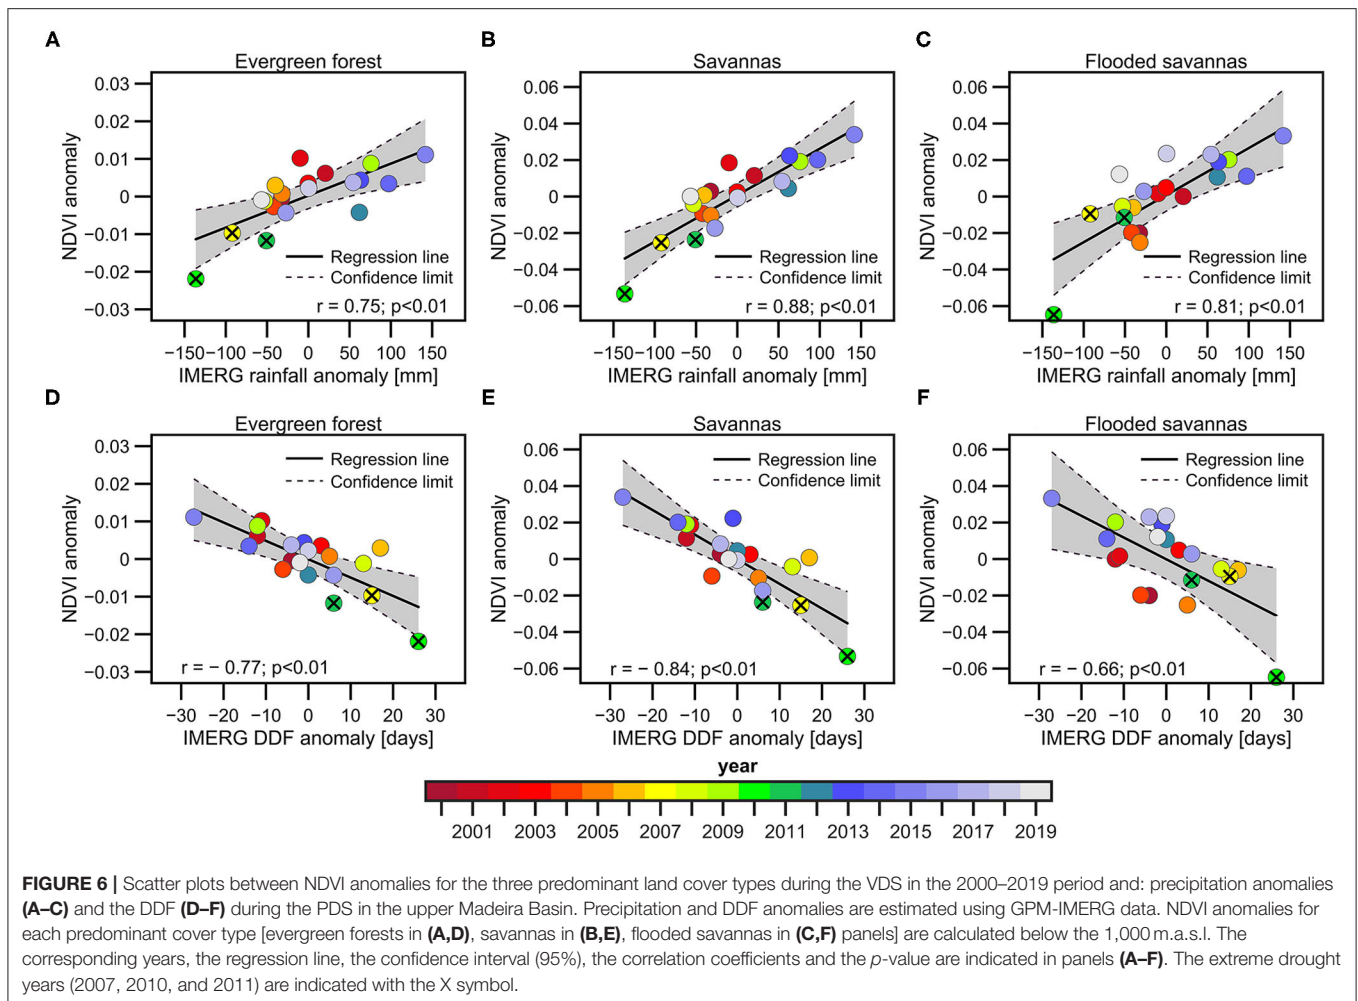 A
B
C
Evergreen forest
Savannas
Flooded savannas
NDVI anomaly
0.03
0.02
0.01
0
−0.01
−0.02
−0.03
Regression line
Confidence limit
r = 0.75; p<0.01
−150 −100 −50 0 50 100 150
IMERG rainfall anomaly [mm]
NDVI anomaly
0.06
0.04
0.02
0
−0.02
−0.04
−0.06
Regression line
Confidence limit
r = 0.88; p<0.01
−150 −100 −50 0 50 100 150
IMERG rainfall anomaly [mm]
NDVI anomaly
0.06
0.04
0.02
0
−0.02
−0.04
−0.06
Regression line
Confidence limit
r = 0.81; p<0.01
−150 −100 −50 0 50 100 150
IMERG rainfall anomaly [mm]
D
E
F
Evergreen forest
Savannas
Flooded savannas
NDVI anomaly
0.03
0.02
0.01
0
−0.01
−0.02
−0.03
Regression line
Confidence limit
r = − 0.77; p<0.01
−30 −20 −10 0 10 20 30
IMERG DDF anomaly [days]
NDVI anomaly
0.06
0.04
0.02
0
−0.02
−0.04
−0.06
Regression line
Confidence limit
r = − 0.84; p<0.01
−30 −20 −10 0 10 20 30
IMERG DDF anomaly [days]
NDVI anomaly
0.06
0.04
0.02
0
−0.02
−0.04
−0.06
Regression line
Confidence limit
r = − 0.66; p<0.01
−30 −20 −10 0 10 20 30
IMERG DDF anomaly [days]
year
2001 2003 2005 2007 2009 2011 2013 2015 2017 2019
FIGURE 6 | Scatter plots between NDVI anomalies for the three predominant land cover types during the VDS in the 2000–2019 period and: precipitation anomalies
(A–C) and the DDF (D–F) during the PDS in the upper Madeira Basin. Precipitation and DDF anomalies are estimated using GPM-IMERG data. NDVI anomalies for
each predominant cover type [evergreen forests in (A,D), savannas in (B,E), flooded savannas in (C,F) panels] are calculated below the 1,000 m.a.s.l. The
corresponding years, the regression line, the confidence interval (95%), the correlation coefficients and the p-value are indicated in panels (A–F). The extreme drought
years (2007, 2010, and 2011) are indicated with the X symbol.